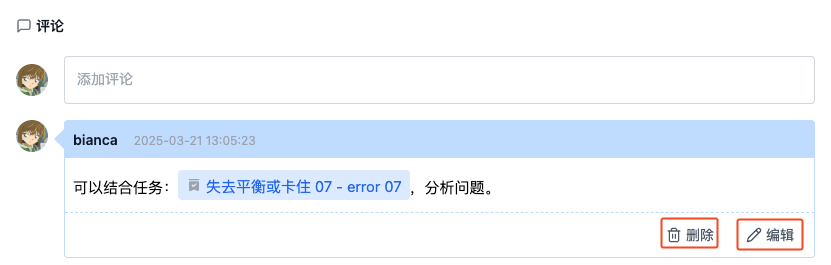 评论
添加评论
bianca 2025-03-21 13:05:23
可以结合任务： 失去平衡或卡住 07 - error 07 ，分析问题。
删除 编辑